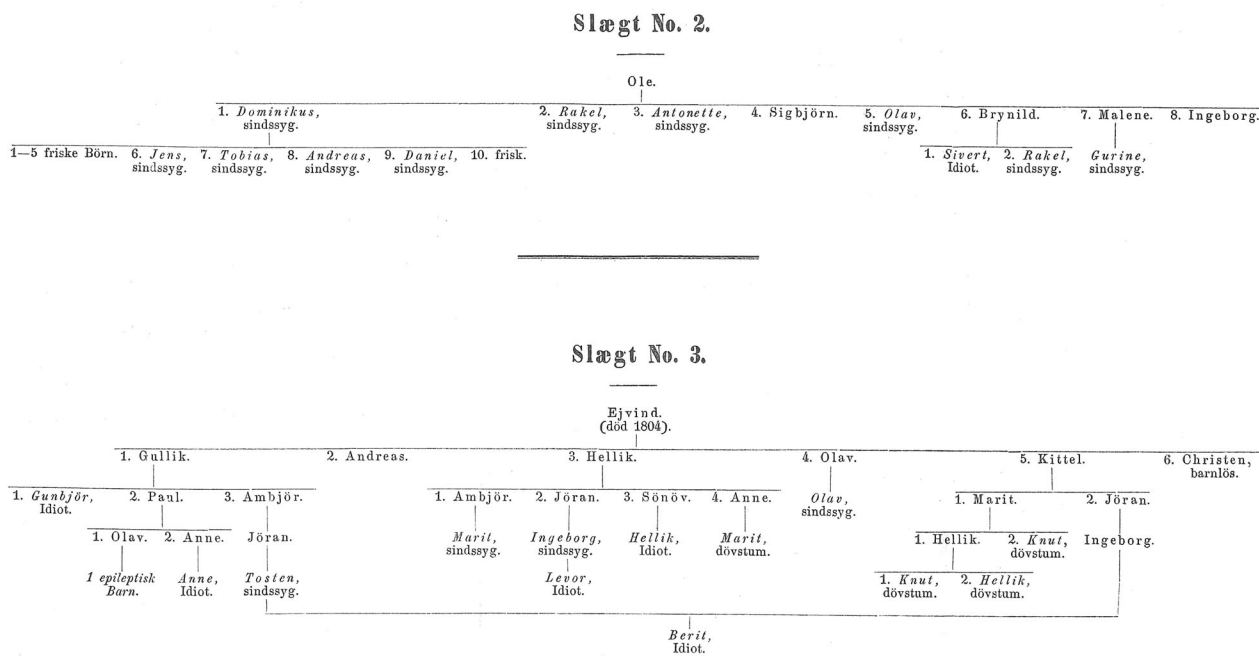 Slægt No. 2.
Ole.
1. Dominikus, 2. Rakel, 3. Antonette, 4. Sigbjörn. 5. Olav, 6. Brynild. 7. Malene. 8. Ingeborg.
sindssyg. sindssyg. sindssyg. sindssyg.
1—5 friske Börn. 6. Jens, 7. Tobias, 8. Andreas, 9. Daniel, 10. frisk. 1. Sivert, 2. Rakel, Gurine,
sindssyg. sindssyg. sindssyg. sindssyg. Idiot. sindssyg. sindssyg.
Slægt No. 3.
Ejvind.
(död 1804).
1. Gullik. 2. Andreas. 3. Hellik. 4. Olav. 5. Kittel. 6. Christen,
barnlös.
1. Gunbjör, 2. Paul. 3. Ambjör. 1. Ambjör. 2. Jöran. 3. Sönöv. 4. Anne. Olav, 1. Marit. 2. Jöran.
Idiot. sindssyg.
1. Olav. 2. Anne. Jöran. Marit, Ingeborg, Hellik, Marit, 1. Hellik. 2. Knut, Ingeborg.
sindssyg. sindssyg. Idiot. dövstum. dövstum.
1 epileptisk Anne, Tosten, Levor, 1. Knut, 2. Hellik,
Barn. Idiot. sindssyg. Idiot. dövstum. dövstum.
Berit,
Idiot.